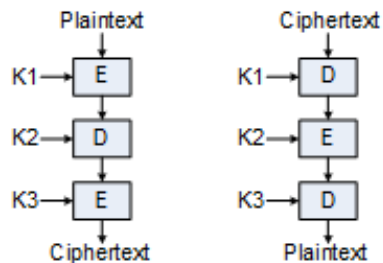 Plaintext Ciphertext
K1 E K1 D
K2 D K2 E
K3 E K3 D
Ciphertext Plaintext